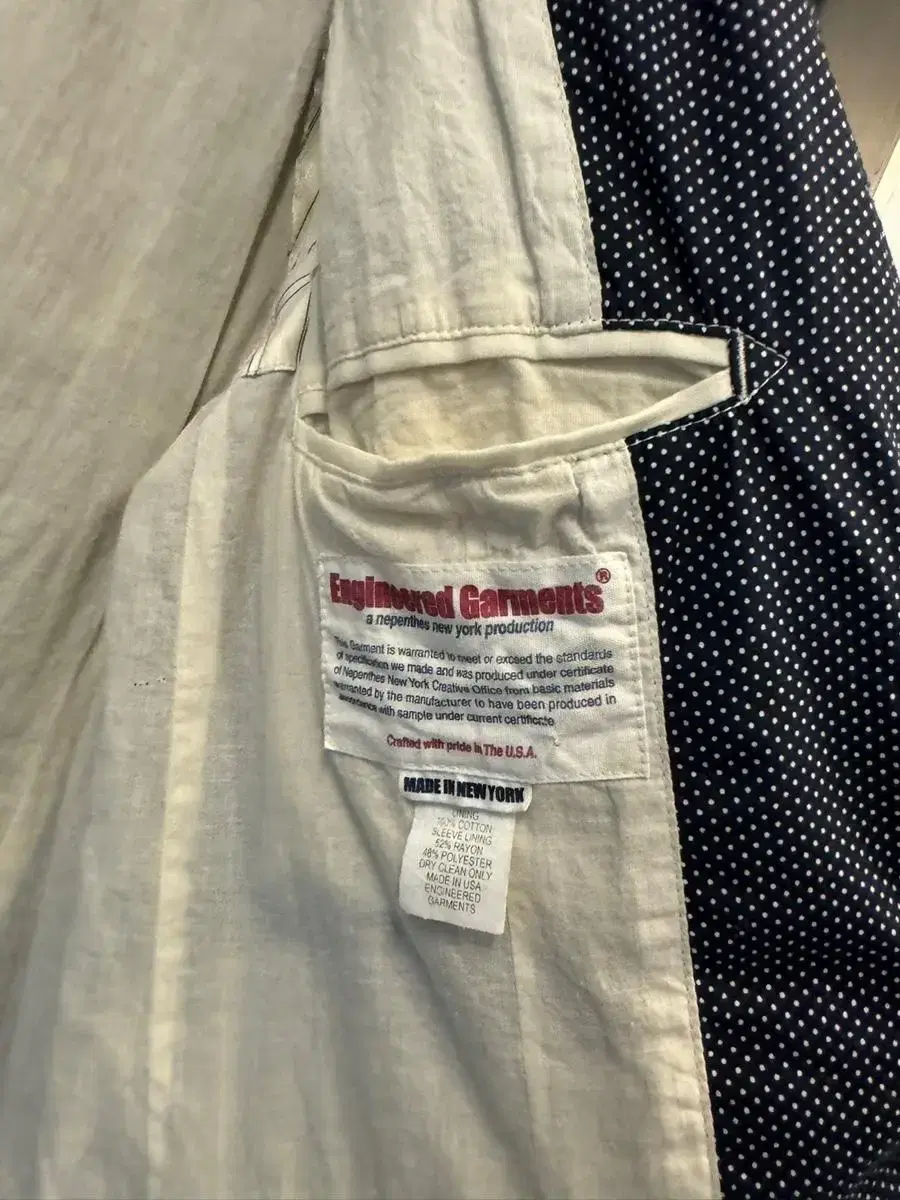 Engineered Garments®
a nepenthes new york production
This Garment is warranted to meet or exceed the standards
of specification we made and was produced under certificate
of Nepenthes New York Creative Office from basic materials
warranted by the manufacturer to have been produced in
accordance with sample under current certificate
Crafted with pride in The U.S.A.
MADE IN NEW YORK
LINING
100% COTTON
SLEEVE LINING
52% RAYON
48% POLYESTER
DRY CLEAN ONLY
MADE IN USA
ENGINEERED
GARMENTS